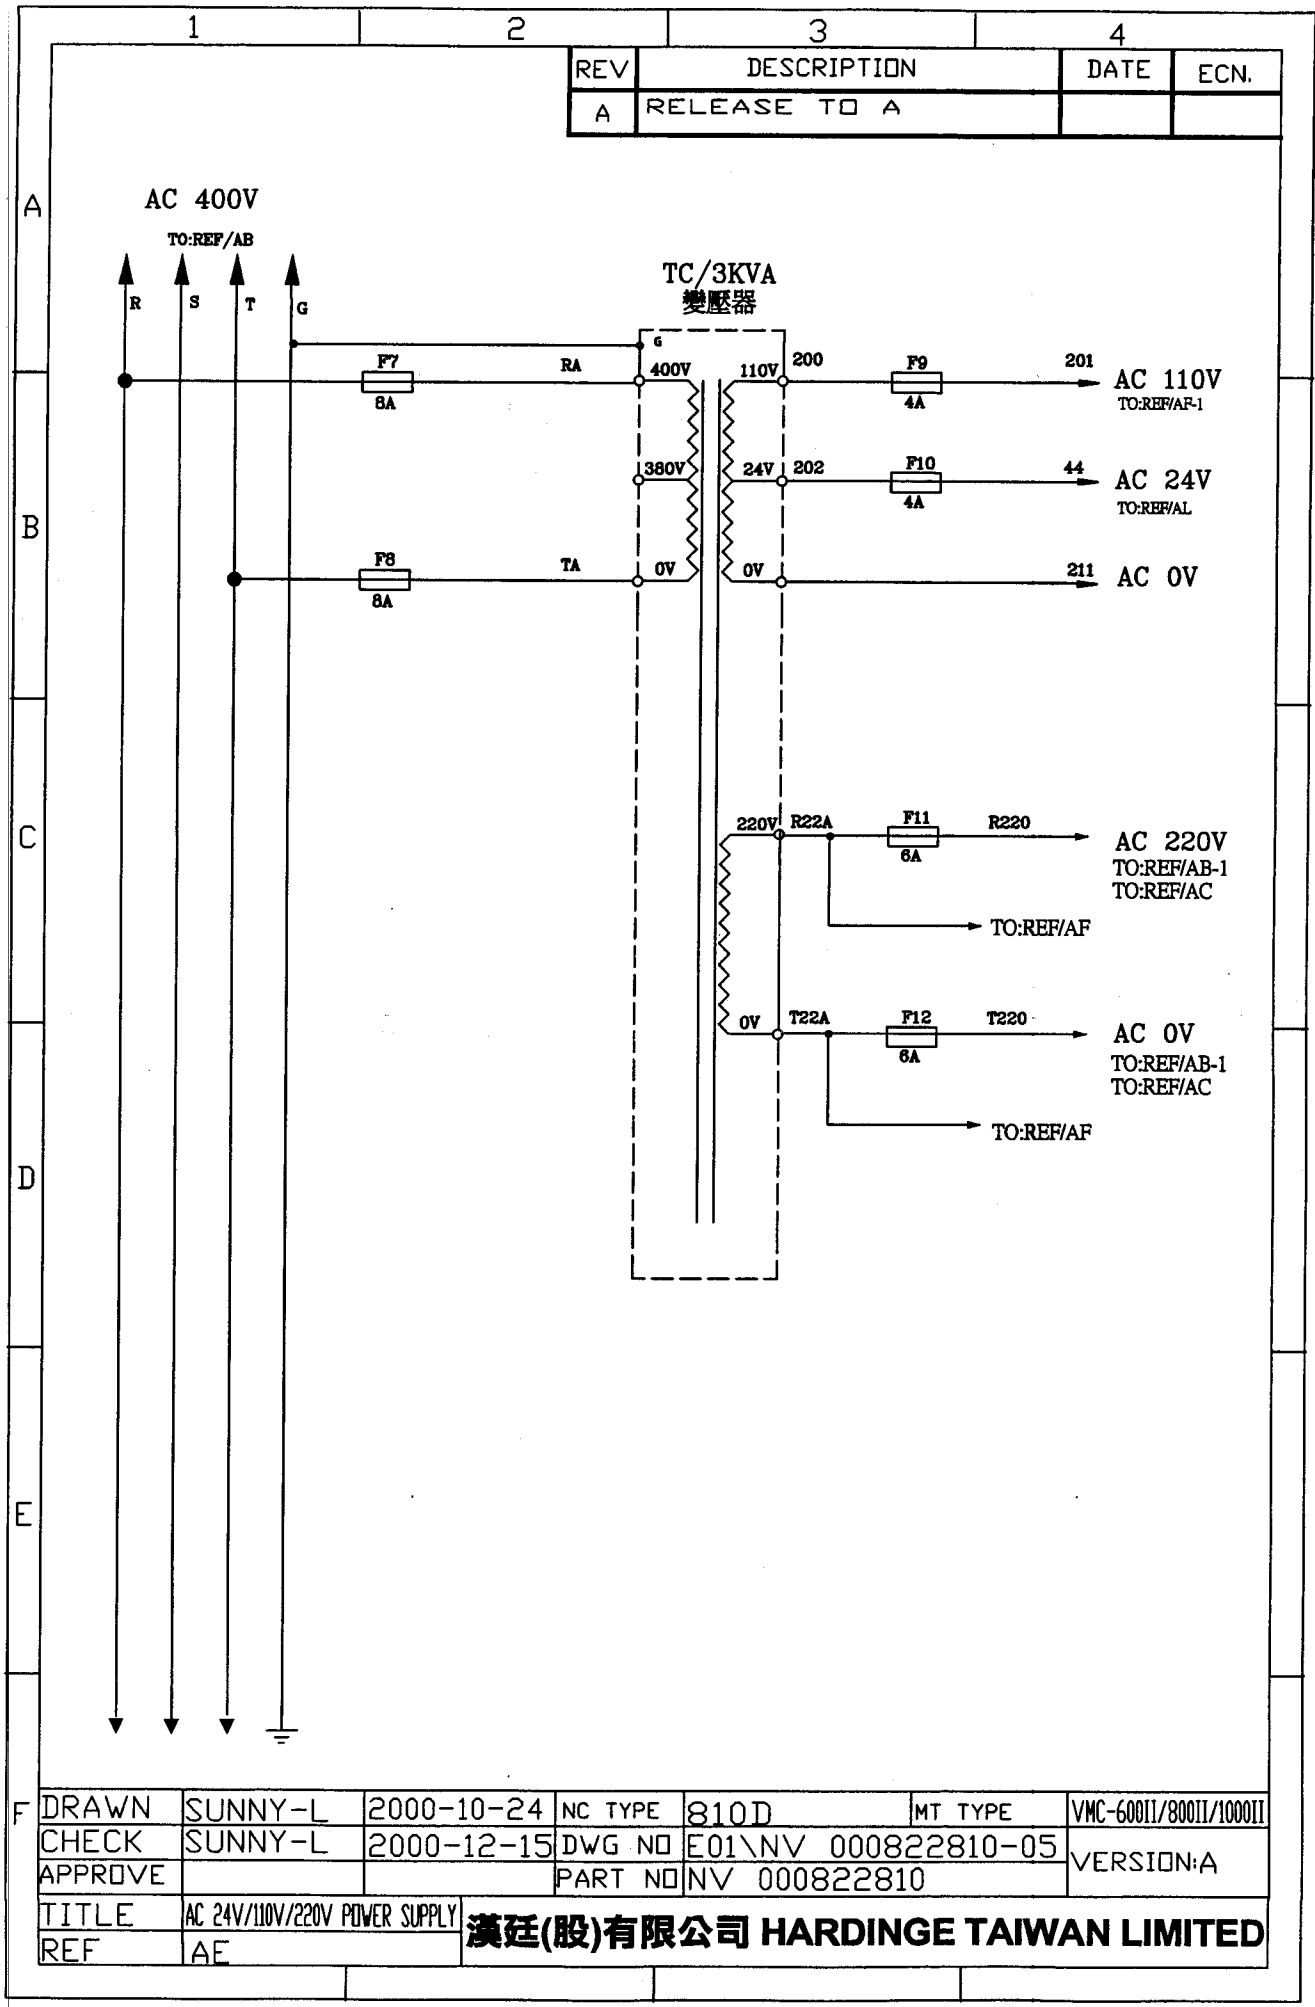 1 2 3 4
REV DESCRIPTION DATE ECN.
A RELEASE TO A
A
AC 400V
TO:REF/AB
R S T G
TC/3KVA
變壓器
G
F7 RA 400V 110V 200 F9 201 AC 110V
8A 4A TO:REF/AF-1
380V 24V 202 F10 44 AC 24V
4A TO:REF/AL
B
F8 TA 0V 0V 211 AC 0V
8A
C
220V R22A F11 R220 AC 220V
6A TO:REF/AB-1
TO:REF/AC
TO:REF/AF
0V T22A F12 T220 AC 0V
6A TO:REF/AB-1
TO:REF/AC
TO:REF/AF
D
E
F
DRAWN SUNNY-L 2000-10-24 NC TYPE 810D MT TYPE VMC-600II/800II/1000II
CHECK SUNNY-L 2000-12-15 DWG NO E01\NV 000822810-05 VERSION:A
APPROVE PART NO NV 000822810
TITLE AC 24V/110V/220V POWER SUPPLY
REF AE
漢廷(股)有限公司 HARDINGE TAIWAN LIMITED